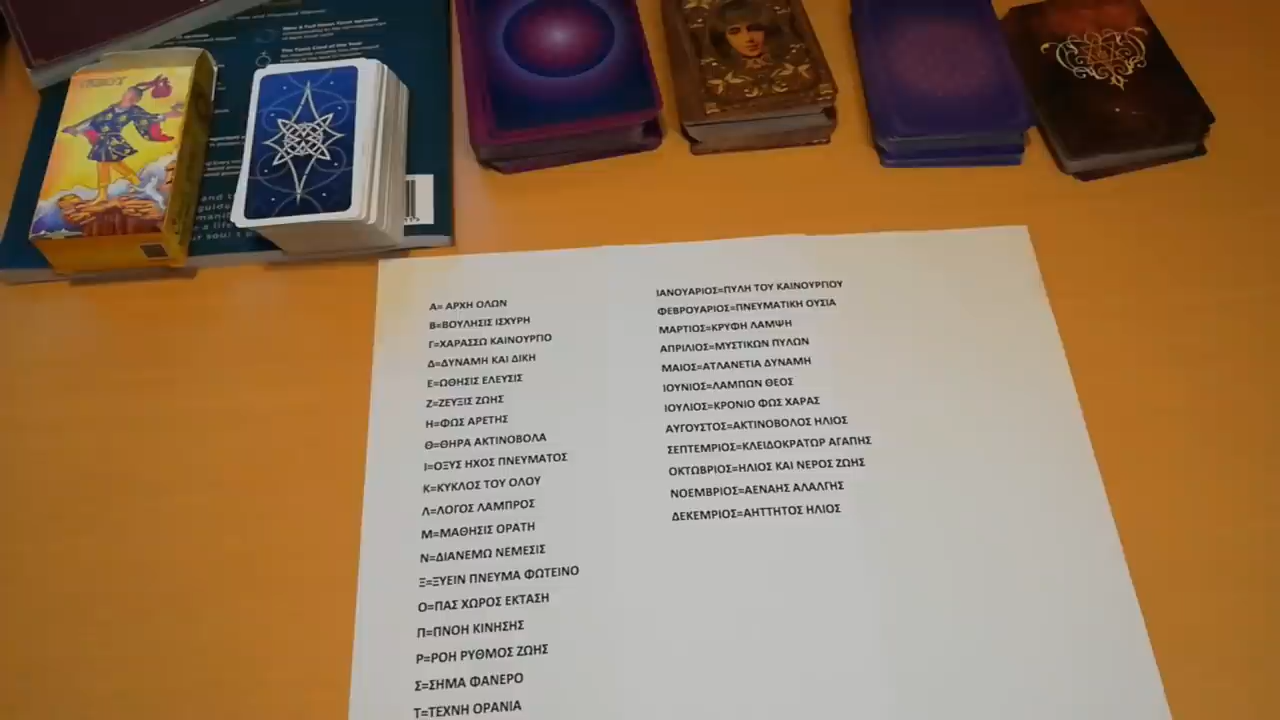 TAROT
Α= ΑΡΧΗ ΟΛΩΝ
Β=ΒΟΥΛΗΣΙΣ ΙΣΧΥΡΗ
Γ=ΧΑΡΑΣΣΩ ΚΑΙΝΟΥΡΓΙΟ
Δ=ΔΥΝΑΜΗ ΚΑΙ ΔΙΚΗ
Ε=ΩΘΗΣΙΣ ΕΛΕΥΣΙΣ
Ζ=ΖΕΥΞΙΣ ΖΩΗΣ
Η=ΦΩΣ ΑΡΕΤΗΣ
Θ=ΘΗΡΑ ΑΚΤΙΝΟΒΟΛΑ
Ι=ΟΞΥΣ ΗΧΟΣ ΠΝΕΥΜΑΤΟΣ
Κ=ΚΥΚΛΟΣ ΤΟΥ ΟΛΟΥ
Λ=ΛΟΓΟΣ ΛΑΜΠΡΟΣ
Μ=ΜΑΘΗΣΙΣ ΟΡΑΤΗ
Ν=ΔΙΑΝΕΜΩ ΝΕΜΕΣΙΣ
Ξ=ΞΥΕΙΝ ΠΝΕΥΜΑ ΦΩΤΕΙΝΟ
Ο=ΠΑΣ ΧΩΡΟΣ ΕΚΤΑΣΗ
Π=ΠΝΟΗ ΚΙΝΗΣΗΣ
Ρ=ΡΟΗ ΡΥΘΜΟΣ ΖΩΗΣ
Σ=ΣΗΜΑ ΦΑΝΕΡΟ
Τ=ΤΕΧΝΗ ΟΡΑΝΙΑ
ΙΑΝΟΥΑΡΙΟΣ=ΠΥΛΗ ΤΟΥ ΚΑΙΝΟΥΡΓΙΟΥ
ΦΕΒΡΟΥΑΡΙΟΣ=ΠΝΕΥΜΑΤΙΚΗ ΟΥΣΙΑ
ΜΑΡΤΙΟΣ=ΚΡΥΦΗ ΛΑΜΨΗ
ΑΠΡΙΛΙΟΣ=ΜΥΣΤΙΚΩΝ ΠΥΛΩΝ
ΜΑΙΟΣ=ΑΤΛΑΝΕΤΙΑ ΔΥΝΑΜΗ
ΙΟΥΝΙΟΣ=ΛΑΜΠΩΝ ΘΕΟΣ
ΙΟΥΛΙΟΣ=ΚΡΟΝΙΟ ΦΩΣ ΧΑΡΑΣ
ΑΥΓΟΥΣΤΟΣ=ΑΚΤΙΝΟΒΟΛΟΣ ΗΛΙΟΣ
ΣΕΠΤΕΜΡΙΟΣ=ΚΛΕΙΔΟΚΡΑΤΩΡ ΑΓΑΠΗΣ
ΟΚΤΩΒΡΙΟΣ=ΗΛΙΟΣ ΚΑΙ ΝΕΡΟΣ ΖΩΗΣ
ΝΟΕΜΒΡΙΟΣ=ΑΕΝΑΗΣ ΑΛΑΛΓΗΣ
ΔΕΚΕΜΡΙΟΣ=ΑΗΤΤΗΤΟΣ ΗΛΙΟΣ